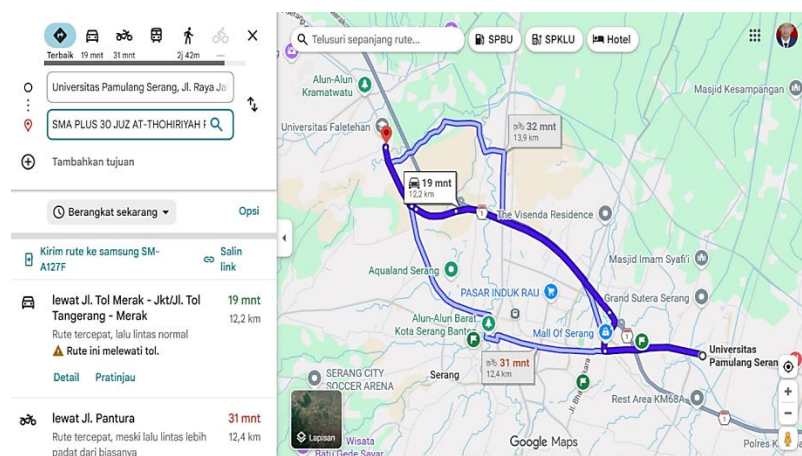 Terbaik 19 mnt 31 mnt 2j 42m
Universitas Pamulang Serang, Jl. Raya Ja
SMA PLUS 30 JUZ AT-THOHIRIYAH F
Tambahkan tujuan
Berangkat sekarang
Opsi
Kirim rute ke samsung SM-A127F
Salin link
lewat Jl. Tol Merak - Jkt/Jl. Tol Tangerang - Merak
19 mnt
12,2 km
Rute tercepat, lalu lintas normal
Rute ini melewati tol.
Detail Pratinjau
lewat Jl. Pantura
31 mnt
Rute tercepat, meski lalu lintas lebih padat dari biasanya
12,4 km
Telusuri sepanjang rute...
SPBU
SPKLU
Hotel
Alun-Alun Kramatwatu
Masjid Kesampangan
Universitas Faletehan
32 mnt
13,9 km
19 mnt
12,2 km
1
The Visenda Residence
Masjid Imam Syafi'i
Aqualand Serang
PASAR INDUK RAU
Grand Sutera Serang
Alun-Alun Barat Kota Serang Banten
Mall Of Serang
1
Universitas Pamulang Seran
31 mnt
12,4 km
SERANG CITY SOCCER ARENA
Serang
Rest Area KM68A
1
Lapisan
Wisata
Batu Gede Sayar
Google Maps
Polres K